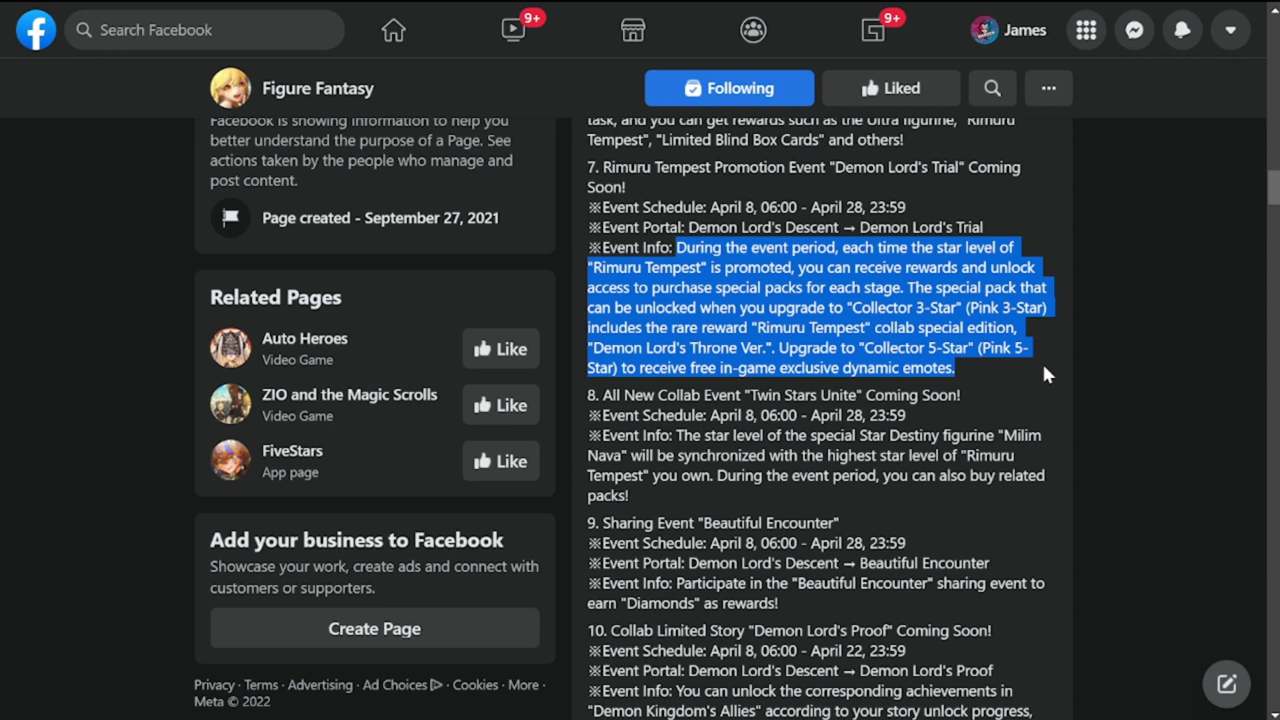 Search Facebook
9+
9+
James
Figure Fantasy
Following
Liked
Facebook is showing information to help you
better understand the purpose of a Page. See
actions taken by the people who manage and
post content.
Page created - September 27, 2021
Related Pages
Auto Heroes
Video Game
Like
ZIO and the Magic Scrolls
Video Game
Like
FiveStars
App page
Like
Add your business to Facebook
Showcase your work, create ads and connect with
customers or supporters.
Create Page
Privacy · Terms · Advertising · Ad Choices · Cookies · More ·
Meta © 2022
task, and you can get rewards such as the Ultra figurine, "Rimuru
Tempest", "Limited Blind Box Cards" and others!
7. Rimuru Tempest Promotion Event "Demon Lord's Trial" Coming
Soon!
※Event Schedule: April 8, 06:00 - April 28, 23:59
※Event Portal: Demon Lord's Descent → Demon Lord's Trial
※Event Info: During the event period, each time the star level of
"Rimuru Tempest" is promoted, you can receive rewards and unlock
access to purchase special packs for each stage. The special pack that
can be unlocked when you upgrade to "Collector 3-Star" (Pink 3-Star)
includes the rare reward "Rimuru Tempest" collab special edition,
"Demon Lord's Throne Ver.". Upgrade to "Collector 5-Star" (Pink 5-
Star) to receive free in-game exclusive dynamic emotes.
8. All New Collab Event "Twin Stars Unite" Coming Soon!
※Event Schedule: April 8, 06:00 - April 28, 23:59
※Event Info: The star level of the special Star Destiny figurine "Milim
Nava" will be synchronized with the highest star level of "Rimuru
Tempest" you own. During the event period, you can also buy related
packs!
9. Sharing Event "Beautiful Encounter"
※Event Schedule: April 8, 06:00 - April 28, 23:59
※Event Portal: Demon Lord's Descent → Beautiful Encounter
※Event Info: Participate in the "Beautiful Encounter" sharing event to
earn "Diamonds" as rewards!
10. Collab Limited Story "Demon Lord's Proof" Coming Soon!
※Event Schedule: April 8, 06:00 - April 22, 23:59
※Event Portal: Demon Lord's Descent → Demon Lord's Proof
※Event Info: You can unlock the corresponding achievements in
"Demon Kingdom's Allies" according to your story unlock progress,